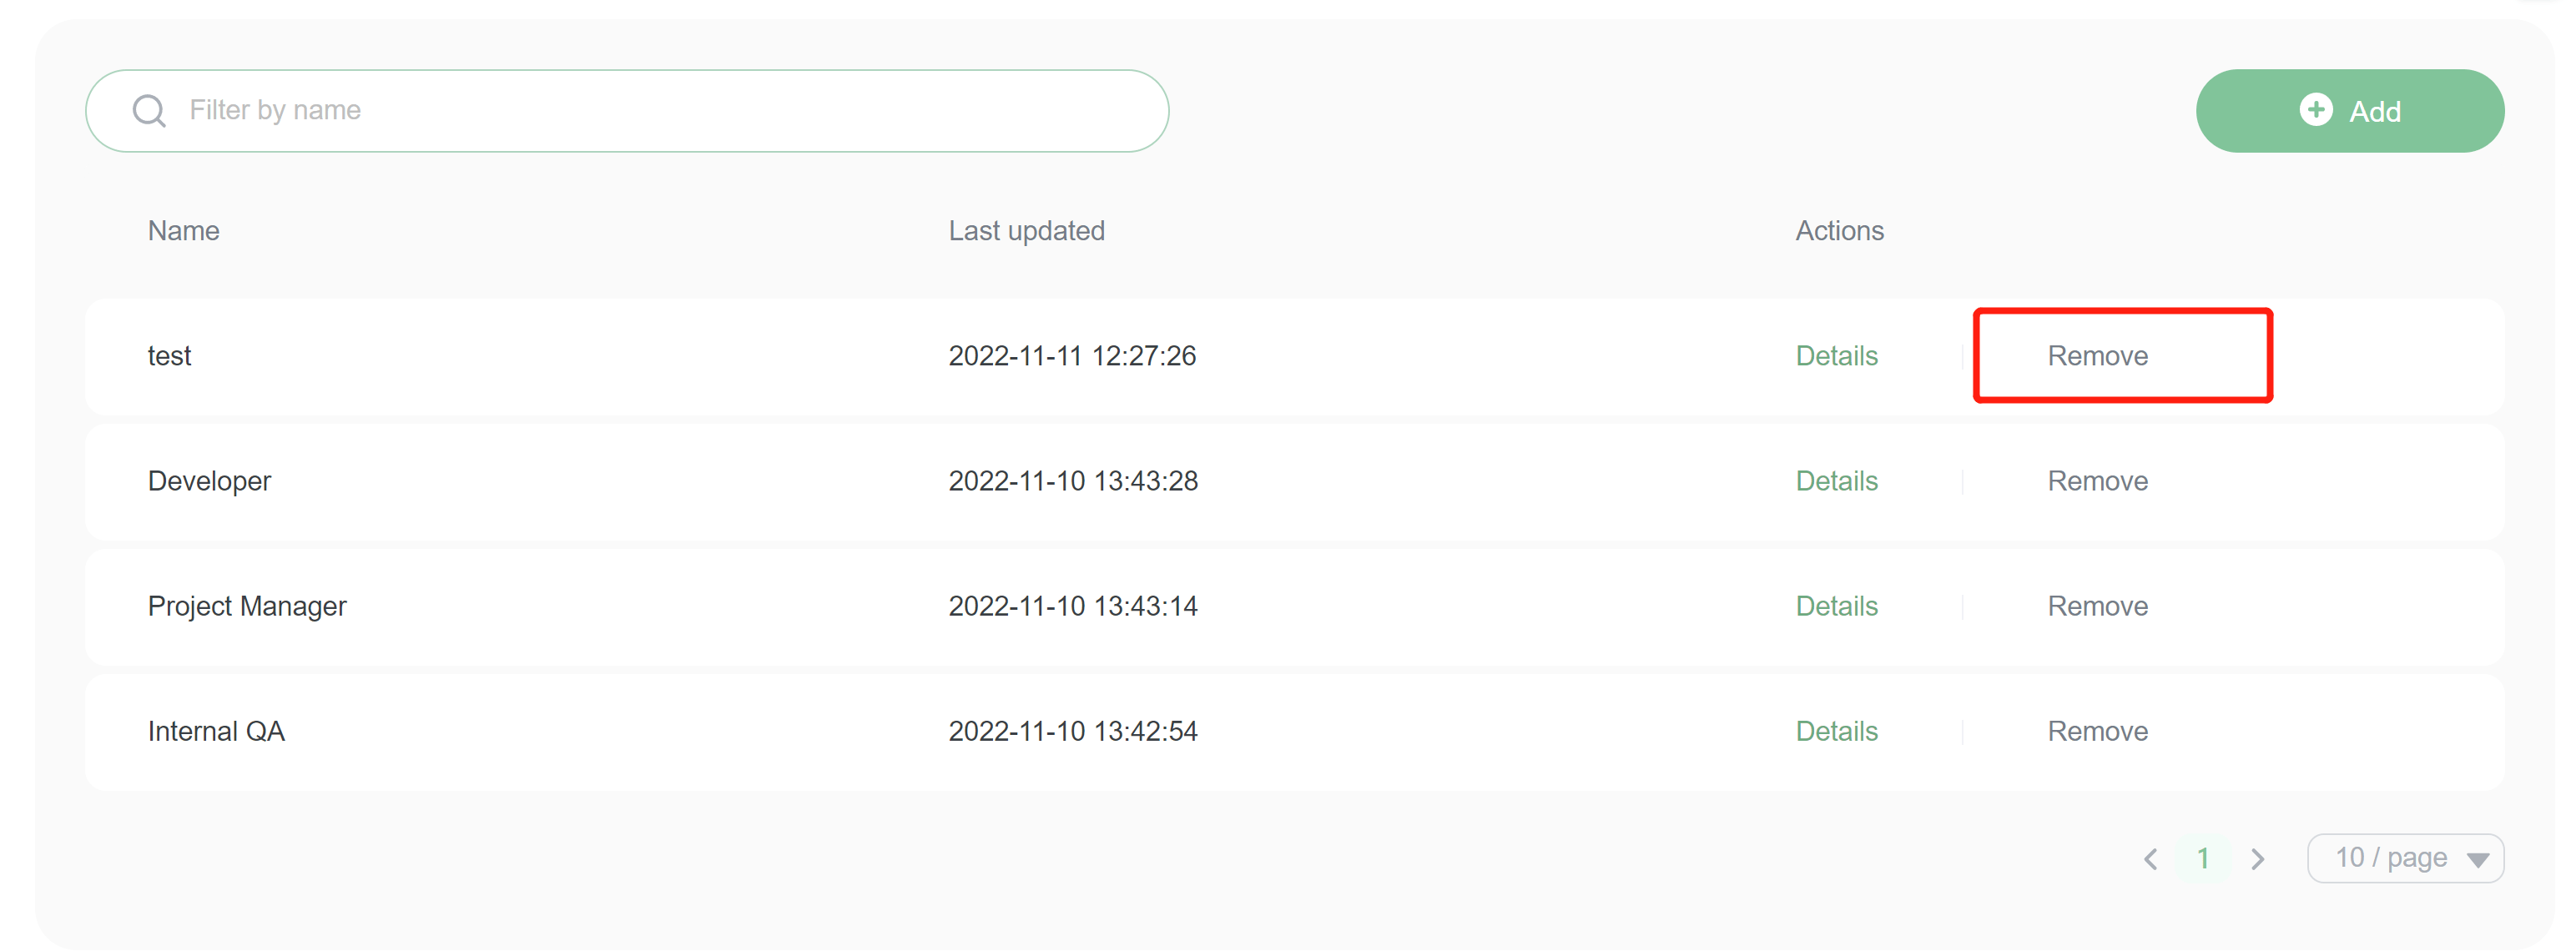 Filter by name
Add
Name Last updated Actions
test 2022-11-11 12:27:26 Details Remove
Developer 2022-11-10 13:43:28 Details Remove
Project Manager 2022-11-10 13:43:14 Details Remove
Internal QA 2022-11-10 13:42:54 Details Remove
1 10 / page